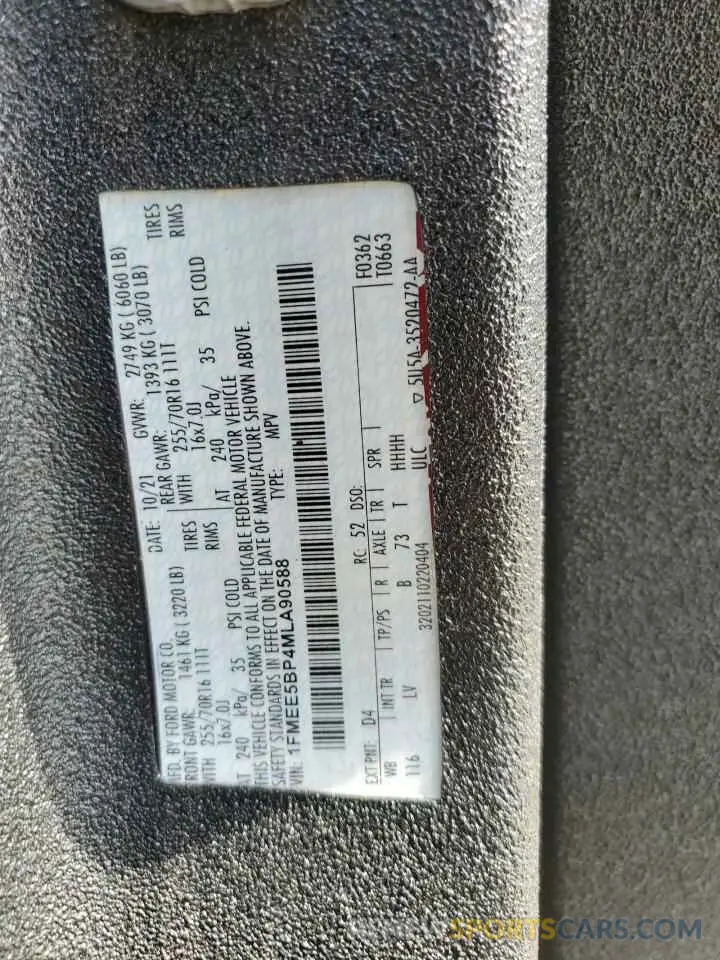 MFD. BY FORD MOTOR CO.
DATE: 10/21 GVWR: 2749 KG ( 6060 LB)
FRONT GAWR: 1461 KG ( 3220 LB)
REAR GAWR: 1393 KG ( 3070 LB)
WITH 255/70R16 111T TIRES
WITH 255/70R16 111T TIRES
16x7.0J RIMS
16x7.0J RIMS
AT 240 kPa/ 35 PSI COLD
AT 240 kPa/ 35 PSI COLD
THIS VEHICLE CONFORMS TO ALL APPLICABLE FEDERAL MOTOR VEHICLE
SAFETY STANDARDS IN EFFECT ON THE DATE OF MANUFACTURE SHOWN ABOVE.
VIN: 1FMEE5BP4MLA90588 TYPE: MPV
F0362
T0663
EXT PNT: D4 RC: 52 DSO:
WB INT TR TP/PS R AXLE TR SPR
116 LV B 73 T HHHH
3202110220404 ULC ▽ 5U5A-3520472-AA
SPORTSCARS.COM